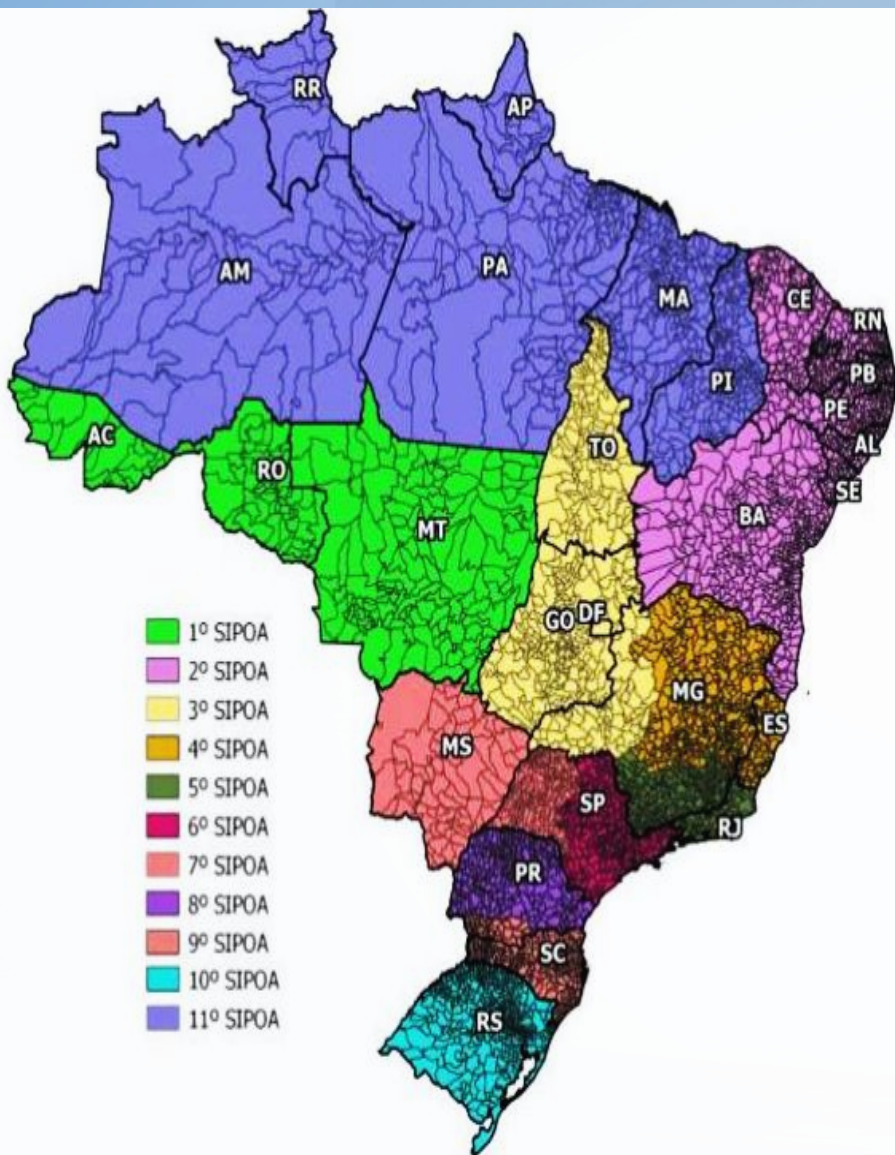 RR
AP
AM
PA
MA
CE
RN
PB
PI
PE
AL
SE
AC
RO
TO
BA
MT
GO
DF
MG
ES
MS
SP
RJ
PR
SC
RS
1º SIPOA
2º SIPOA
3º SIPOA
4º SIPOA
5º SIPOA
6º SIPOA
7º SIPOA
8º SIPOA
9º SIPOA
10º SIPOA
11º SIPOA